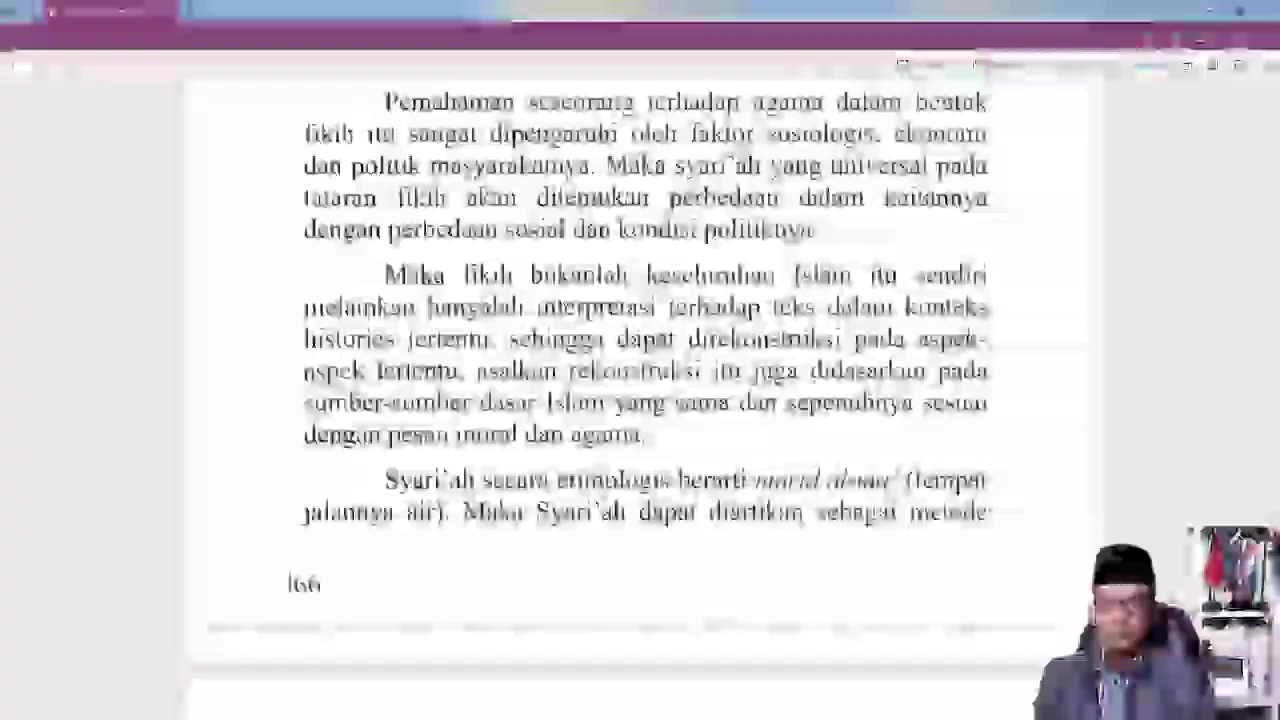 Pemahaman seseorang terhadap agama dalam bentuk
fikih itu sangat dipengaruhi oleh faktor sosiologis, ekonomi
dan politik masyarakatnya. Maka syari'ah yang universal pada
tataran fikih akan ditemukan perbedaan dalam kaitannya
dengan perbedaan sosial dan kondisi politiknya.
Maka fikih bukanlah keseluruhan Islam itu sendiri
melainkan hanyalah interpretasi terhadap teks dalam konteks
histories tertentu, sehingga dapat direkonstruksi pada aspek-
aspek tertentu, asalkan rekonstruksi itu juga didasarkan pada
sumber-sumber dasar Islam yang sama dan sepenuhnya sesuai
dengan pesan moral dan agama.
Syari'ah secara etimologis berarti (tempat
jalannya air). Maka Syari'ah dapat diartikan sebagai metode
166